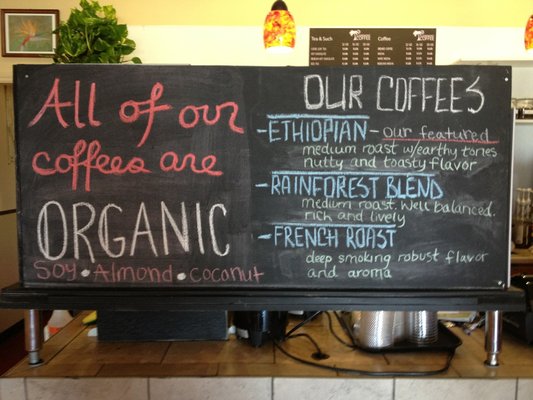 All of our
coffees are
ORGANIC
Soy • Almond • coconut
OUR COFFEES
-ETHIOPIAN- our featured
medium roast w/earthy tones
nutty and toasty flavor
-RAINFOREST BLEND
medium roast. Well balanced.
rich and lively
-FRENCH ROAST
deep smoking robust flavor
and aroma
COFFEE
Tea & Such
Coffee